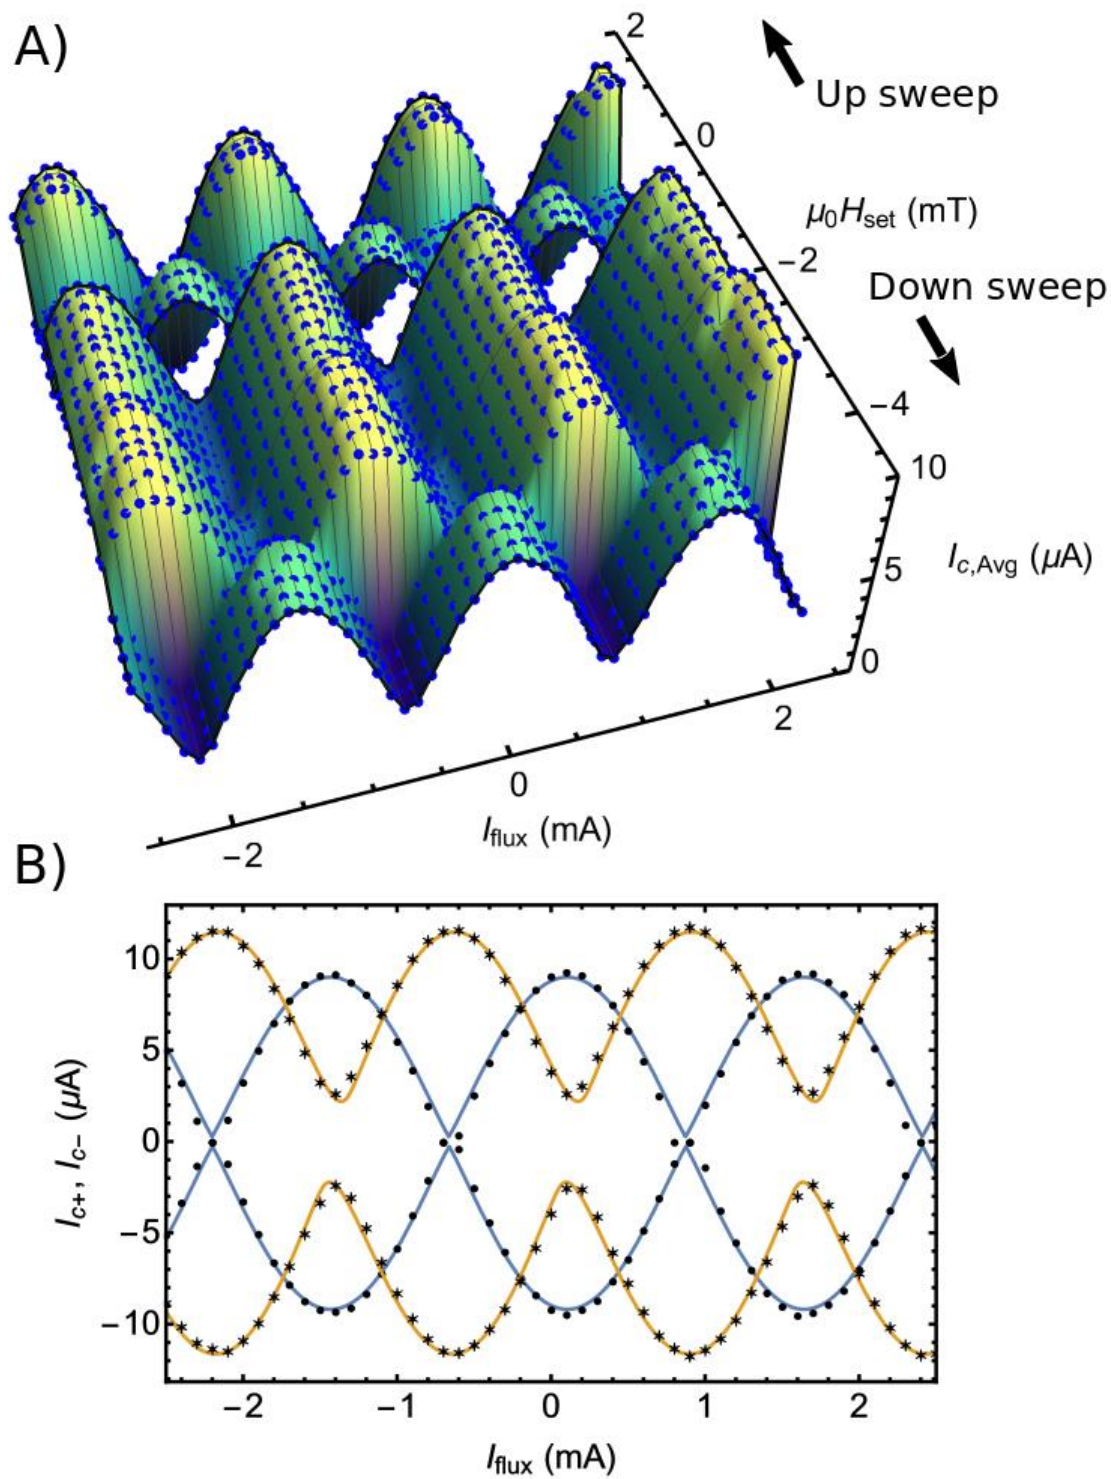 A)
2
Up sweep
0
μ₀Hset (mT)
−2
Down sweep
−4
10
Ic,Avg (μA)
5
0
2
0
Iflux (mA)
−2
B)
10
5
0
−5
−10
Ic+, Ic− (μA)
−2 −1 0 1 2
Iflux (mA)